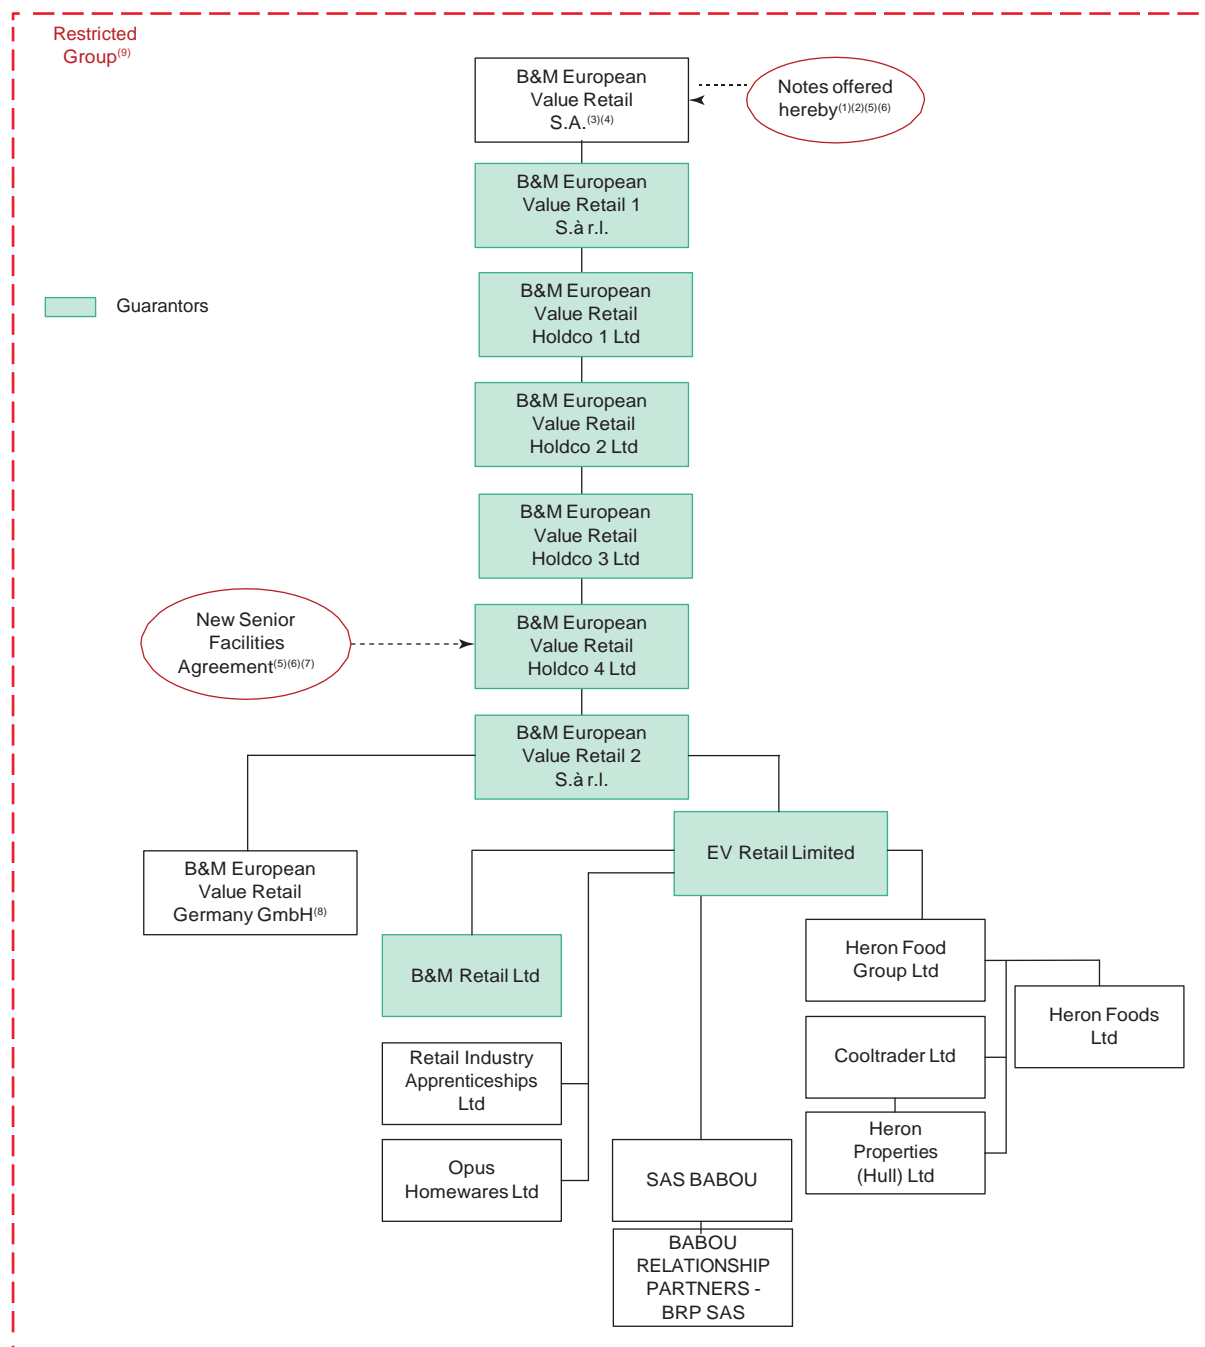 Restricted
Group(9)
B&M European
Value Retail
S.A.(3)(4)
Notes offered
hereby(1)(2)(5)(6)
B&M European
Value Retail 1
S.à r.l.
B&M European
Value Retail
Holdco 1 Ltd
Guarantors
B&M European
Value Retail
Holdco 2 Ltd
B&M European
Value Retail
Holdco 3 Ltd
New Senior
Facilities
Agreement(5)(6)(7)
B&M European
Value Retail
Holdco 4 Ltd
B&M European
Value Retail 2
S.à r.l.
EV Retail Limited
B&M European
Value Retail
Germany GmbH(8)
B&M Retail Ltd
Heron Food
Group Ltd
Heron Foods
Ltd
Cooltrader Ltd
Retail Industry
Apprenticeships
Ltd
Heron
Properties
(Hull) Ltd
Opus
Homewares Ltd
SAS BABOU
BABOU
RELATIONSHIP
PARTNERS -
BRP SAS